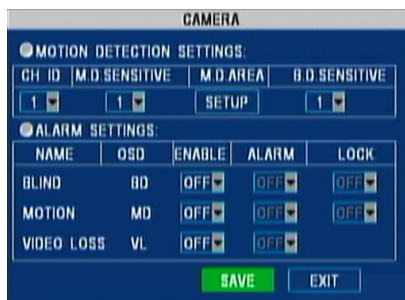 CAMERA
MOTION DETECTION SETTINGS:
CH ID M.D.SENSITIVE M.D.AREA B.D.SENSITIVE
1 1 SETUP 1
ALARM SETTINGS:
NAME OSD ENABLE ALARM LOCK
BLIND BD OFF OFF OFF
MOTION MD OFF OFF OFF
VIDEO LOSS VL OFF OFF
SAVE EXIT